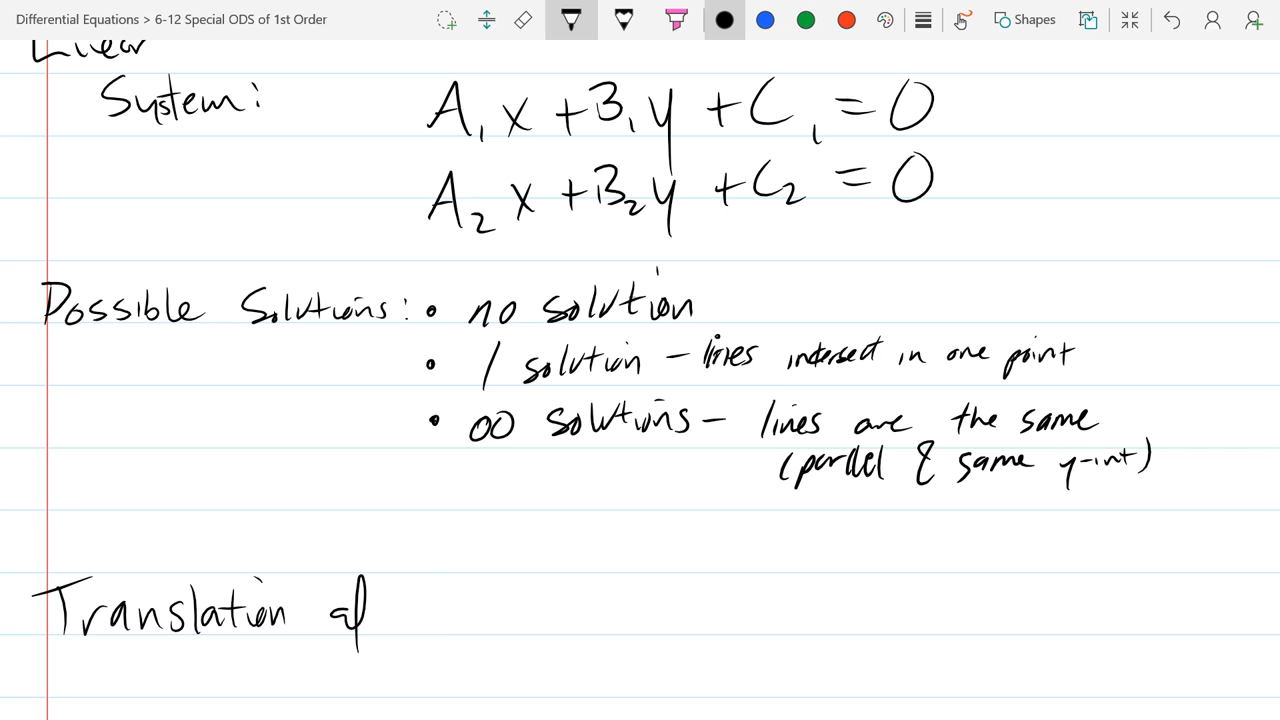 Differential Equations > 6-12 Special ODS of 1st Order
Shapes
Linear
System:
A₁x + B₁y + C₁ = 0
A₂x + B₂y + C₂ = 0
Possible Solutions: • no solution
• 1 solution – lines intersect in one point
• ∞ solutions – lines are the same
(parallel & same y-int)
Translation of